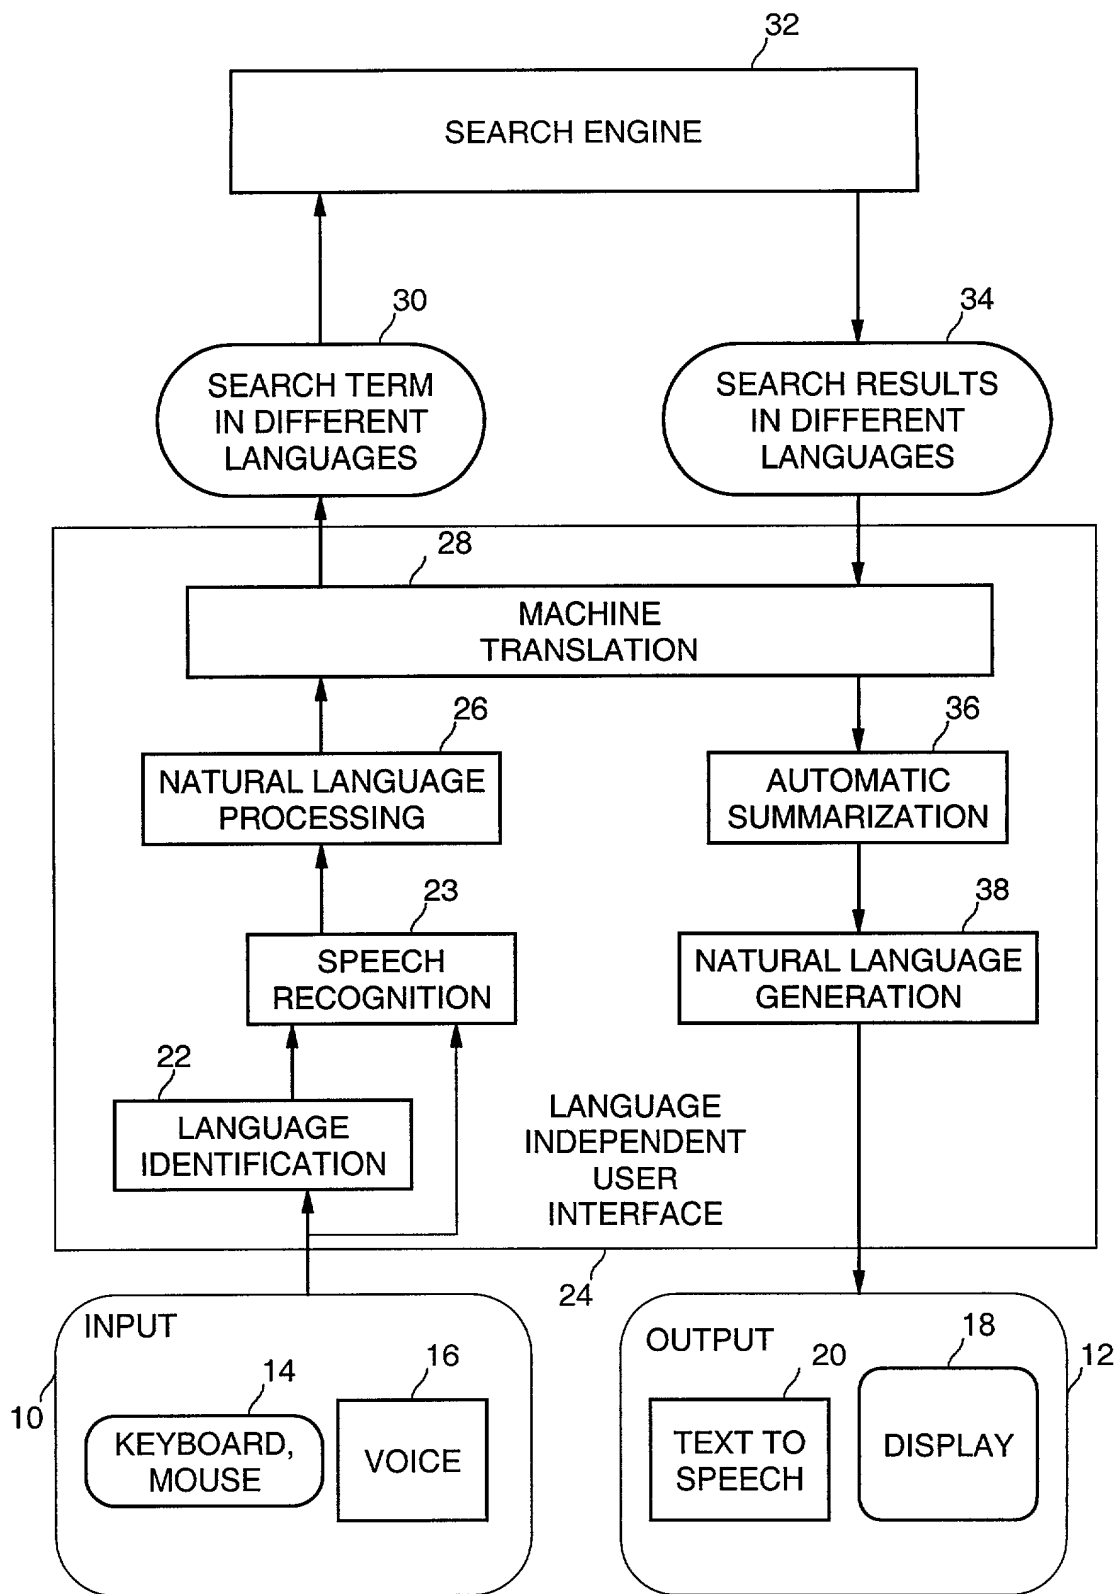 32
SEARCH ENGINE
30
SEARCH TERM
IN DIFFERENT
LANGUAGES
34
SEARCH RESULTS
IN DIFFERENT
LANGUAGES
28
MACHINE
TRANSLATION
26
NATURAL LANGUAGE
PROCESSING
36
AUTOMATIC
SUMMARIZATION
23
SPEECH
RECOGNITION
38
NATURAL LANGUAGE
GENERATION
22
LANGUAGE
IDENTIFICATION
LANGUAGE
INDEPENDENT
USER
INTERFACE
24
INPUT
10
14
KEYBOARD,
MOUSE
16
VOICE
OUTPUT
12
20
TEXT TO
SPEECH
18
DISPLAY